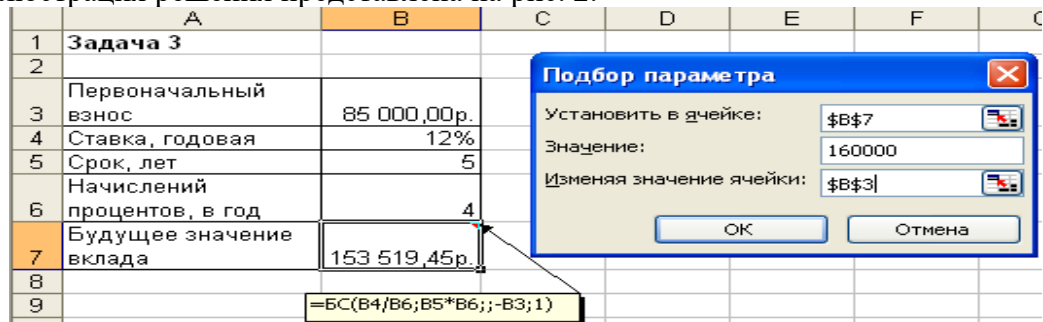 A B C D E F
1 Задача 3
2
Первоначальный
3 взнос 85 000,00р.
4 Ставка, годовая 12%
5 Срок, лет 5
Начислений
6 процентов, в год 4
Будущее значение
7 вклада 153 519,45р.
8
9 =БС(B4/B6;B5*B6;;-B3;1)
Подбор параметра
Установить в ячейке: $B$7
Значение: 160000
Изменяя значение ячейки: $B$3
ОК Отмена